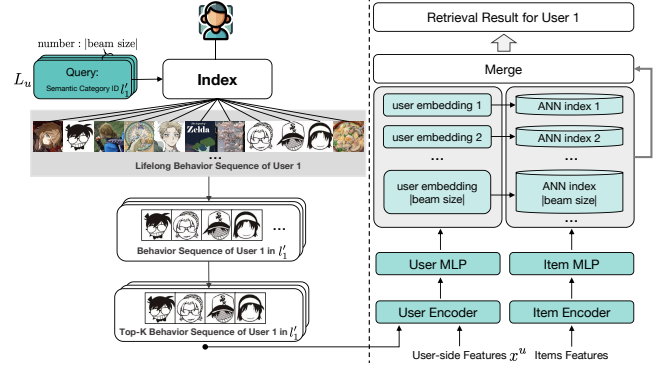 number : |beam size|
L_u
Query:
Semantic Category ID l'_1
Index
Zelda
...
Lifelong Behavior Sequence of User 1
...
Behavior Sequence of User 1 in l'_1
Top-K Behavior Sequence of User 1 in l'_1
Retrieval Result for User 1
Merge
user embedding 1
ANN index 1
user embedding 2
ANN index 2
...
...
user embedding
|beam size|
ANN index
|beam size|
...
User MLP
Item MLP
User Encoder
Item Encoder
User-side Features x^u
Items Features